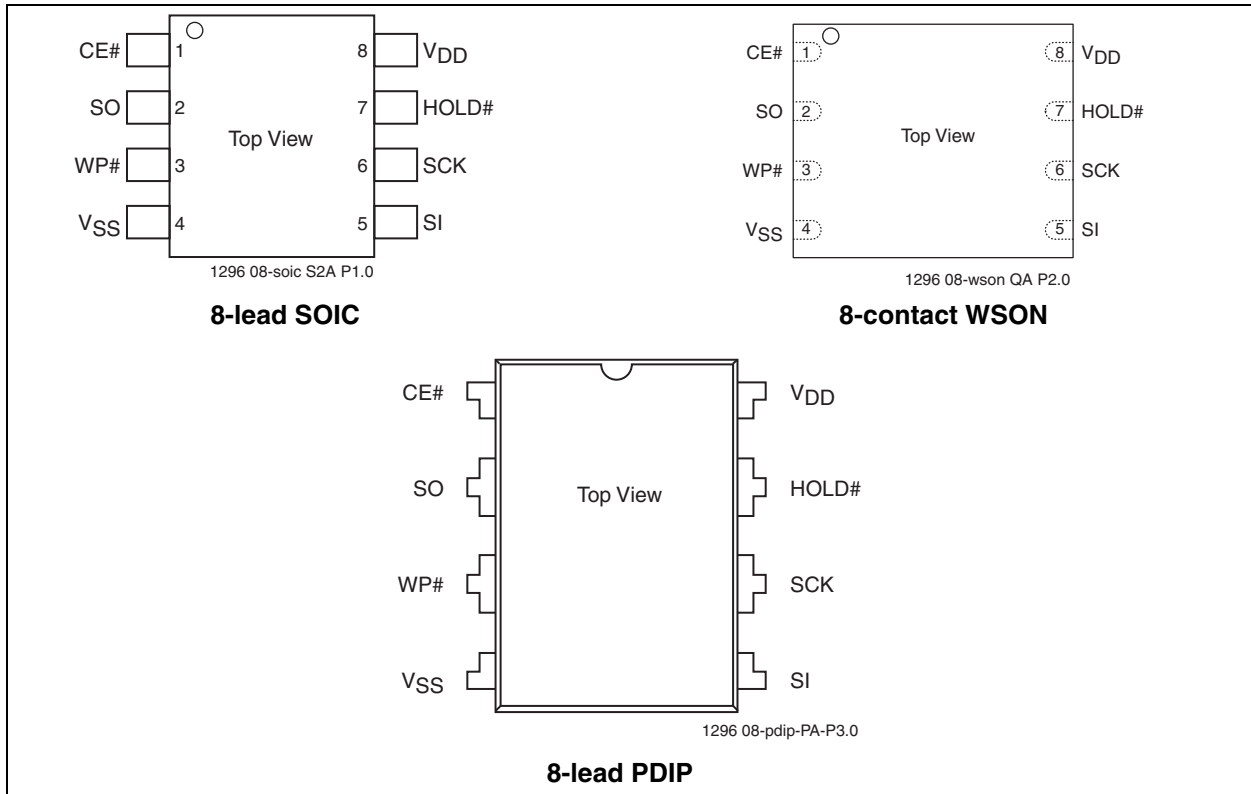 CE# 1 8 VDD
SO 2 7 HOLD#
Top View
WP# 3 6 SCK
VSS 4 5 SI
1296 08-soic S2A P1.0
8-lead SOIC
CE# 1 8 VDD
SO 2 7 HOLD#
Top View
WP# 3 6 SCK
VSS 4 5 SI
1296 08-wson QA P2.0
8-contact WSON
CE# VDD
SO Top View HOLD#
WP# SCK
VSS SI
1296 08-pdip-PA-P3.0
8-lead PDIP